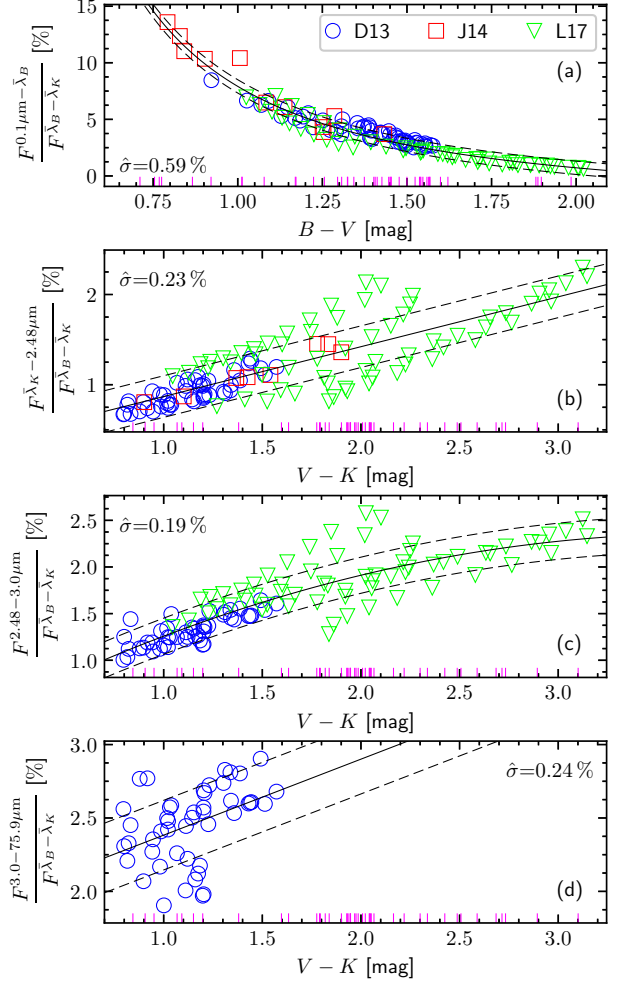 D13 J14 L17
15
10
5
0
F^{0.1μm−λ̄_B} / F^{λ̄_B−λ̄_K} [%]
(a)
σ̂=0.59 %
0.75 1.00 1.25 1.50 1.75 2.00
B − V [mag]
2
1
F^{λ̄_K−2.48μm} / F^{λ̄_B−λ̄_K} [%]
σ̂=0.23 %
(b)
1.0 1.5 2.0 2.5 3.0
V − K [mag]
2.5
2.0
1.5
1.0
F^{2.48−3.0μm} / F^{λ̄_B−λ̄_K} [%]
σ̂=0.19 %
(c)
1.0 1.5 2.0 2.5 3.0
V − K [mag]
3.0
2.5
2.0
F^{3.0−75.9μm} / F^{λ̄_B−λ̄_K} [%]
σ̂=0.24 %
(d)
1.0 1.5 2.0 2.5 3.0
V − K [mag]